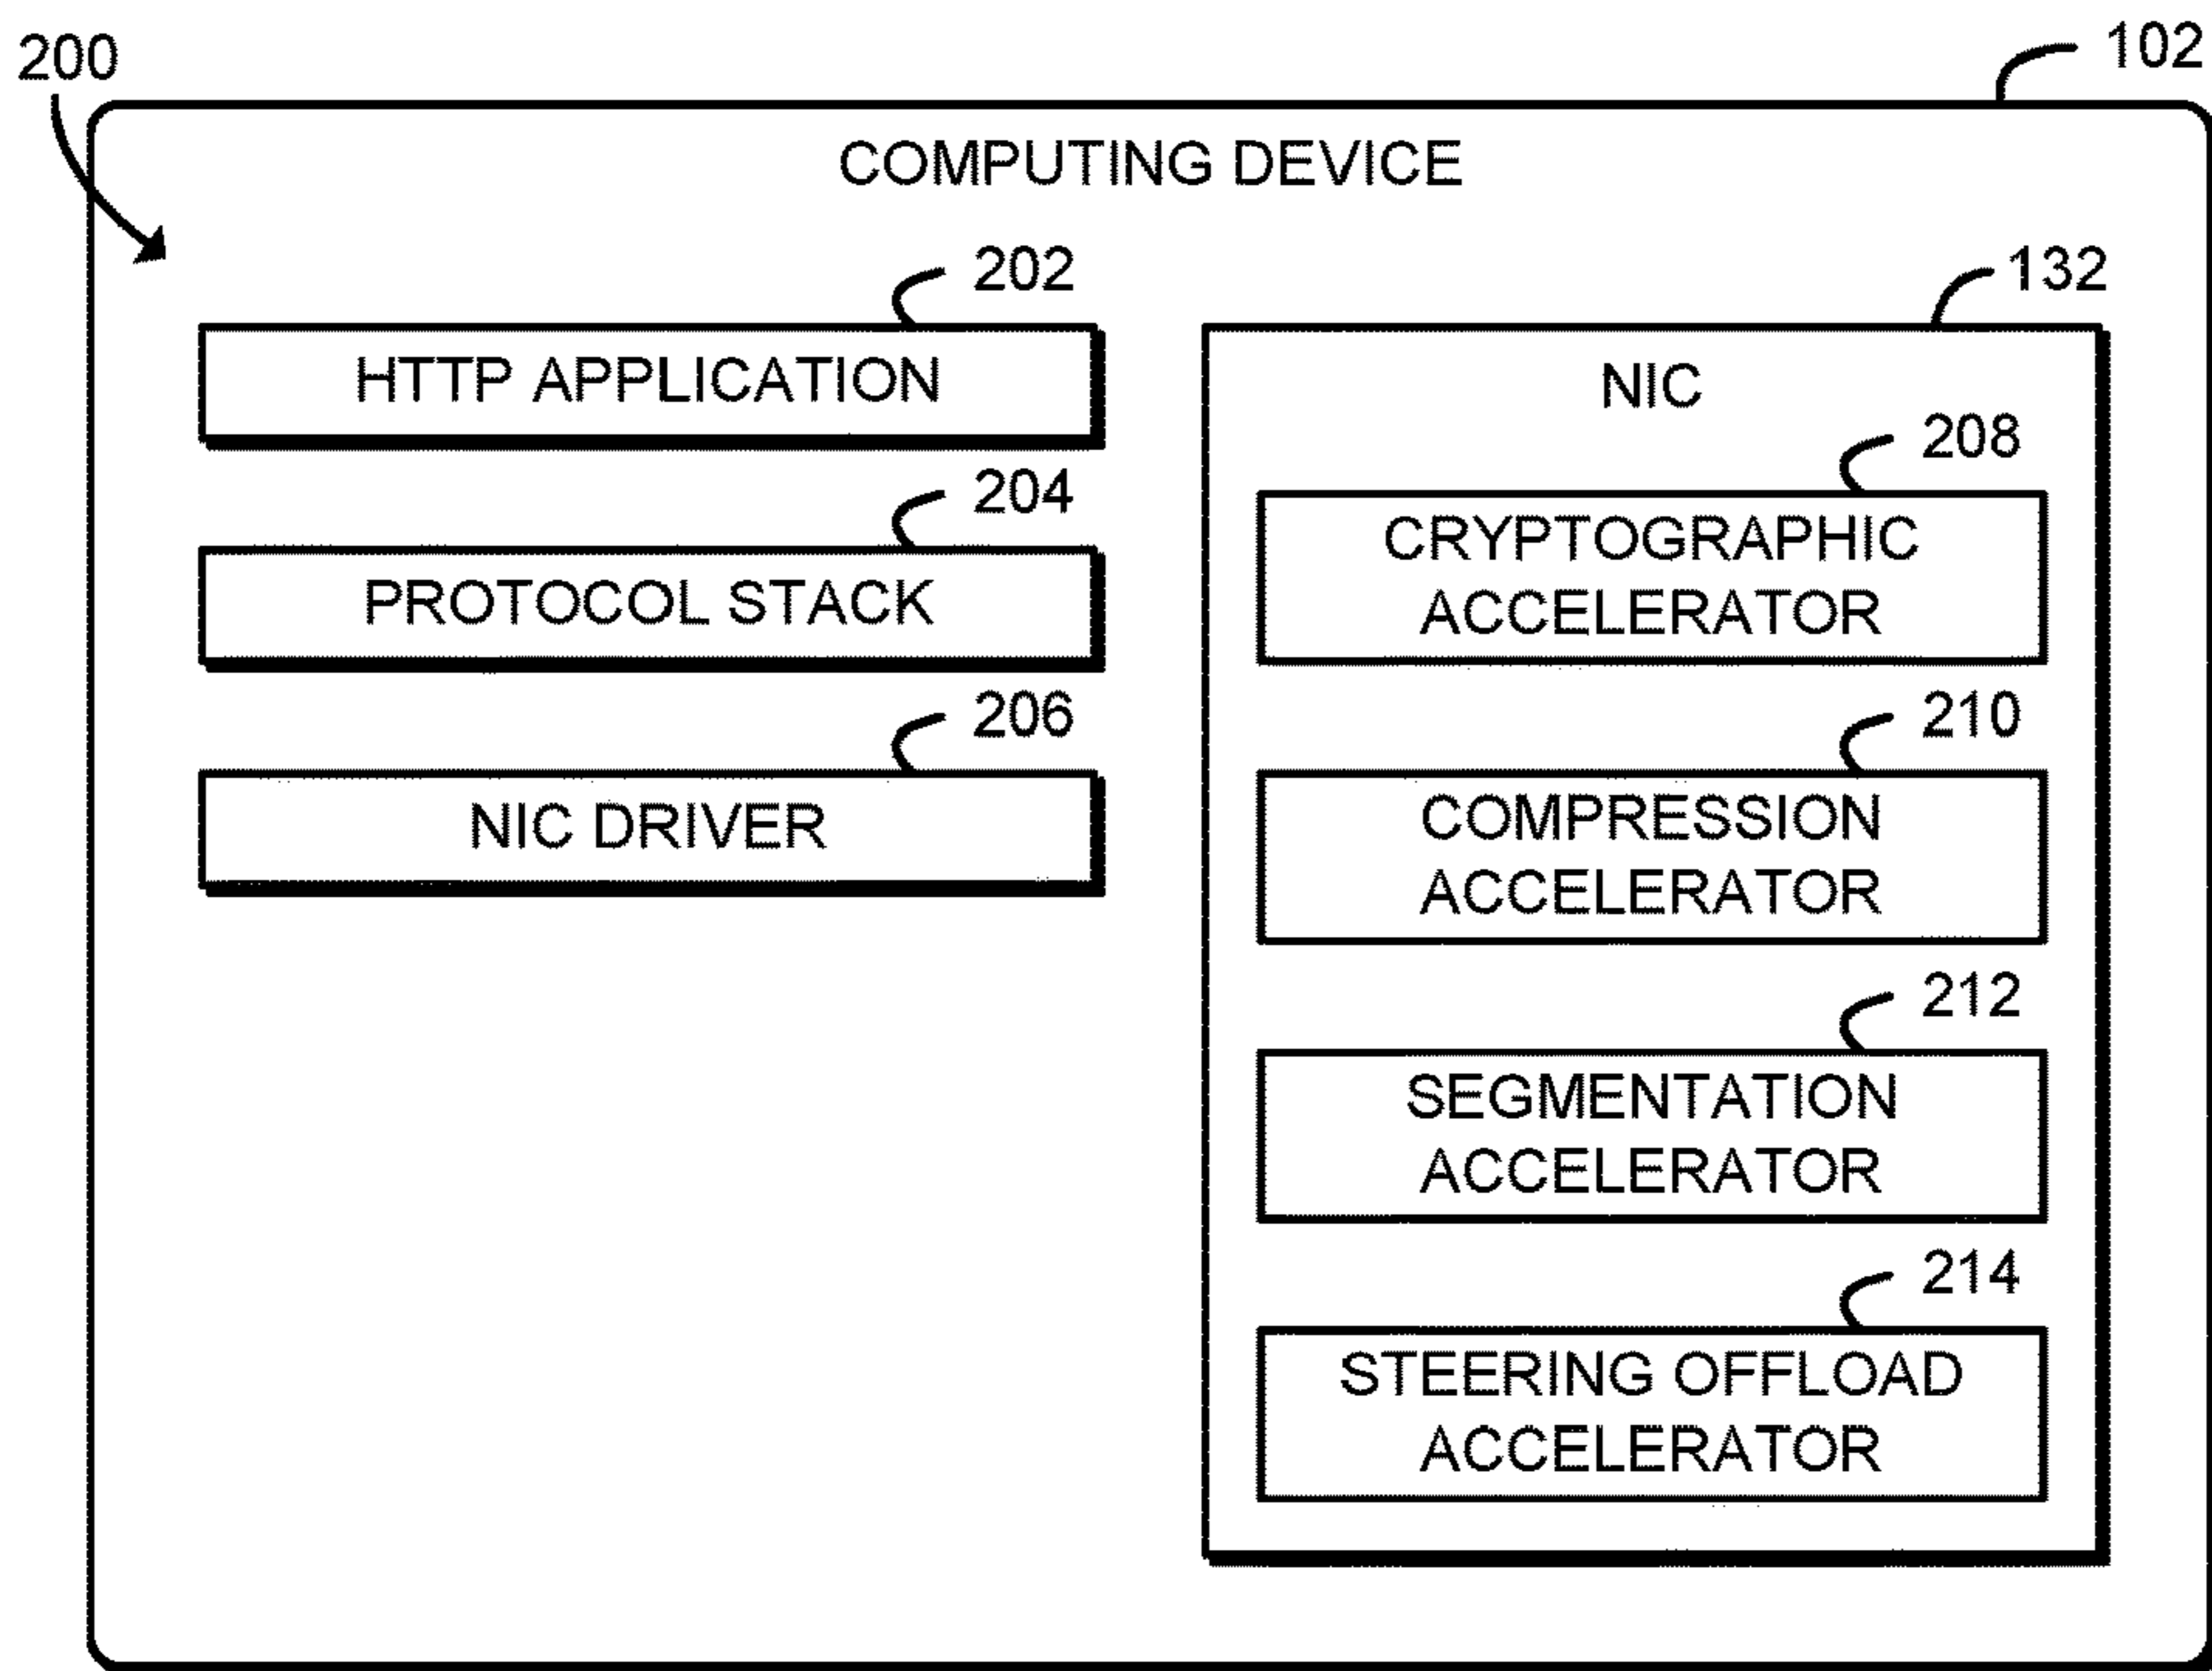 200
102
COMPUTING DEVICE
202
HTTP APPLICATION
204
PROTOCOL STACK
206
NIC DRIVER
132
NIC
208
CRYPTOGRAPHIC
ACCELERATOR
210
COMPRESSION
ACCELERATOR
212
SEGMENTATION
ACCELERATOR
214
STEERING OFFLOAD
ACCELERATOR